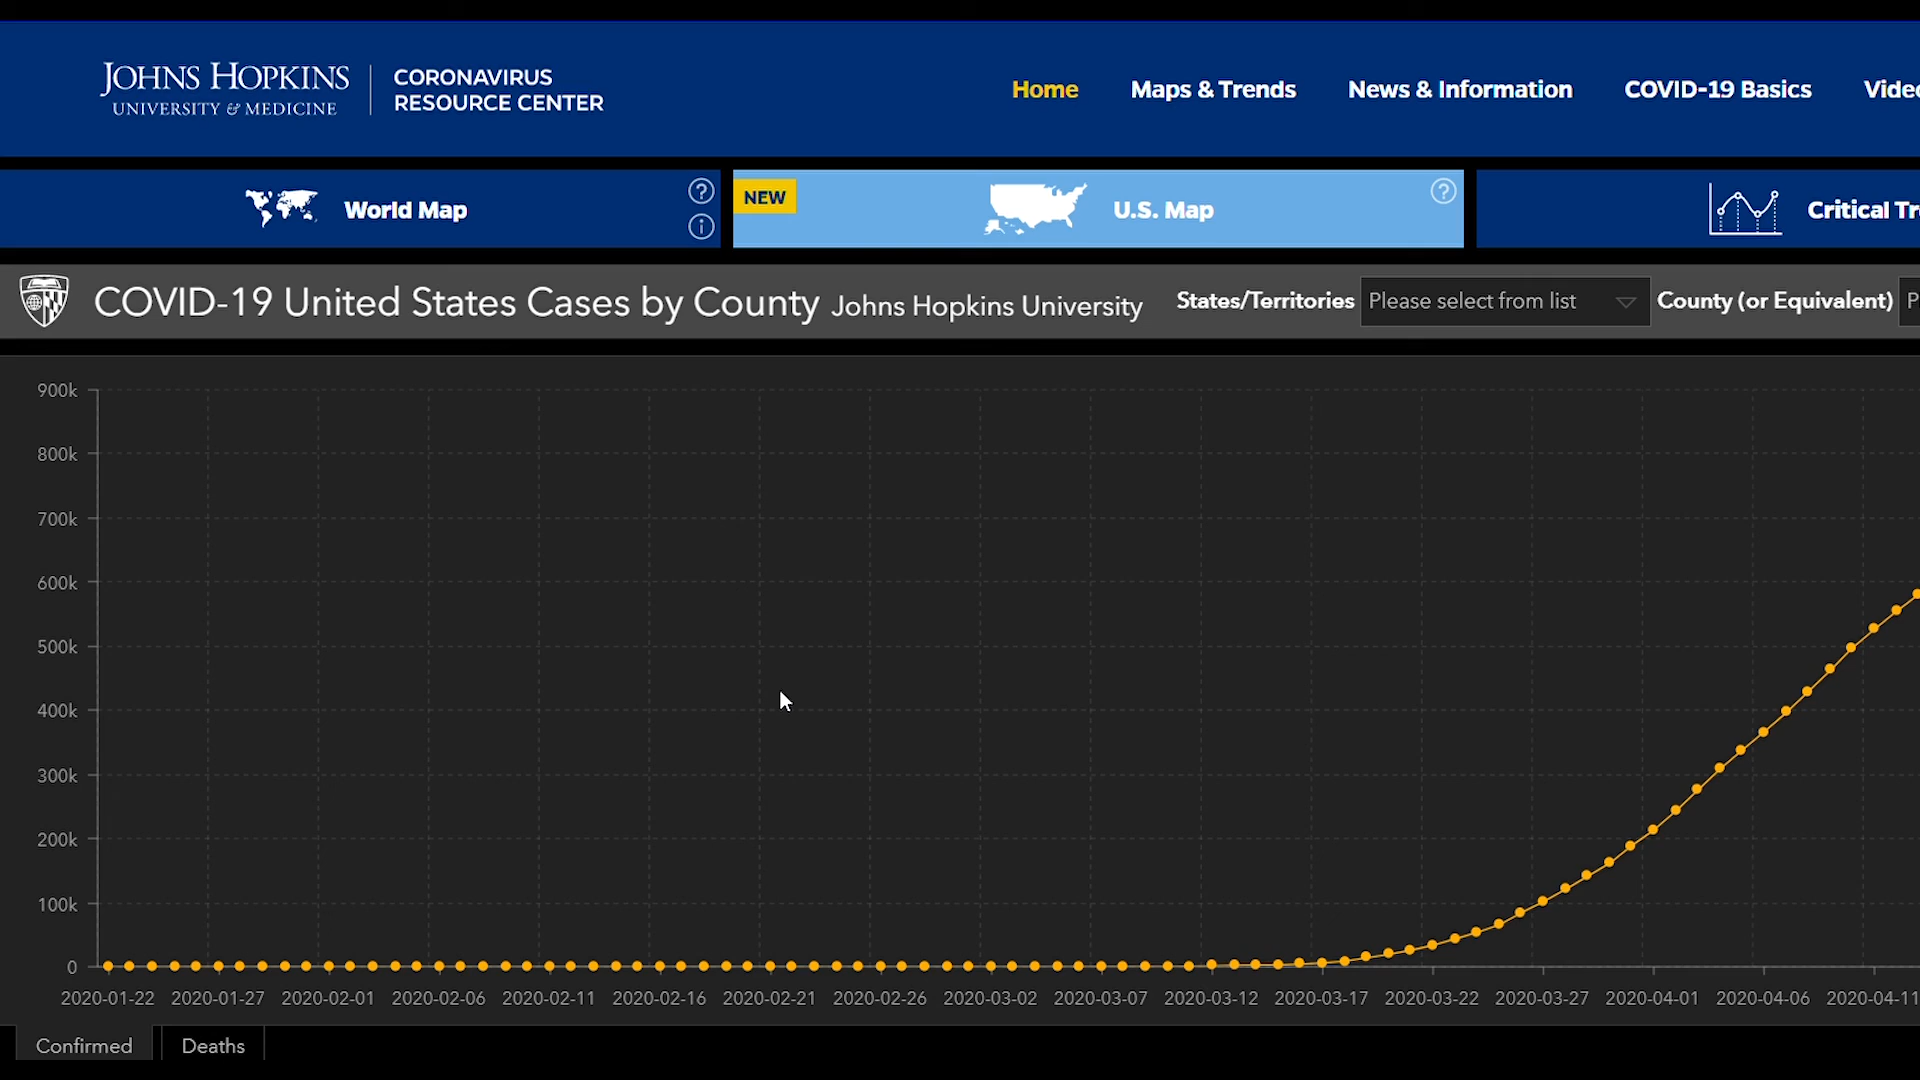 JOHNS HOPKINS
UNIVERSITY & MEDICINE
CORONAVIRUS
RESOURCE CENTER
Home Maps & Trends News & Information COVID-19 Basics
World Map ? i
NEW U.S. Map ?
Critical
COVID-19 United States Cases by County Johns Hopkins University States/Territories Please select from list County (or Equivalent)
900k
800k
700k
600k
500k
400k
300k
200k
100k
0
2020-01-22 2020-01-27 2020-02-01 2020-02-06 2020-02-11 2020-02-16 2020-02-21 2020-02-26 2020-03-02 2020-03-07 2020-03-12 2020-03-17 2020-03-22 2020-03-27 2020-04-01 2020-04-06 2020-04-11
Confirmed Deaths